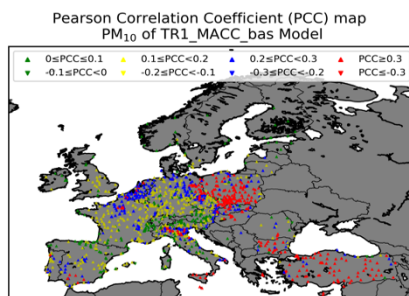 Pearson Correlation Coefficient (PCC) map
PM₁₀ of TR1_MACC_bas Model
0≤PCC≤0.1 0.1≤PCC<0.2 0.2≤PCC<0.3 PCC≥0.3
-0.1≤PCC<0 -0.2≤PCC<-0.1 -0.3≤PCC<-0.2 PCC≤-0.3